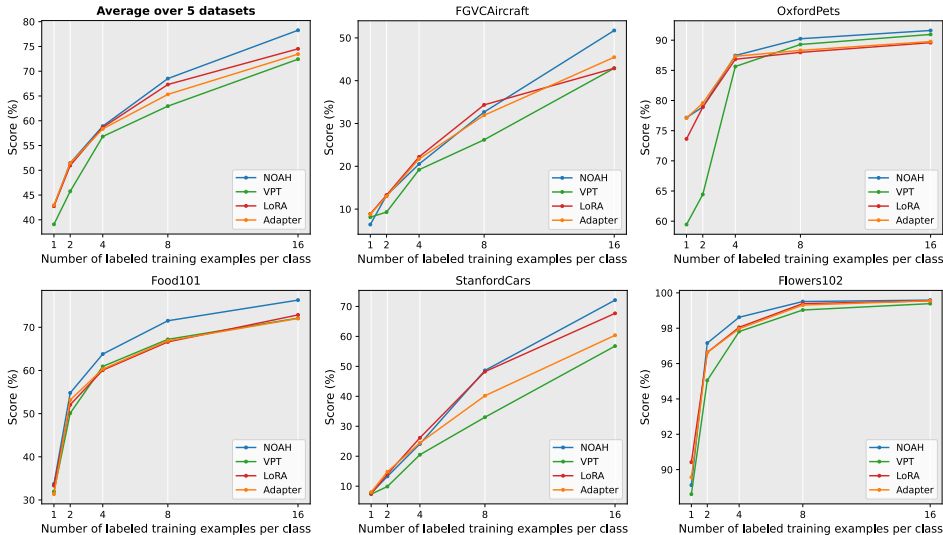 Average over 5 datasets
80
75
70
65
60
55
50
45
40
Score (%)
1 2 4 8 16
Number of labeled training examples per class
NOAH
VPT
LoRA
Adapter
FGVCAircraft
50
40
30
20
10
Score (%)
1 2 4 8 16
Number of labeled training examples per class
NOAH
VPT
LoRA
Adapter
OxfordPets
90
85
80
75
70
65
60
Score (%)
1 2 4 8 16
Number of labeled training examples per class
NOAH
VPT
LoRA
Adapter
Food101
70
60
50
40
30
Score (%)
1 2 4 8 16
Number of labeled training examples per class
NOAH
VPT
LoRA
Adapter
StanfordCars
70
60
50
40
30
20
10
Score (%)
1 2 4 8 16
Number of labeled training examples per class
NOAH
VPT
LoRA
Adapter
Flowers102
100
98
96
94
92
90
Score (%)
1 2 4 8 16
Number of labeled training examples per class
NOAH
VPT
LoRA
Adapter